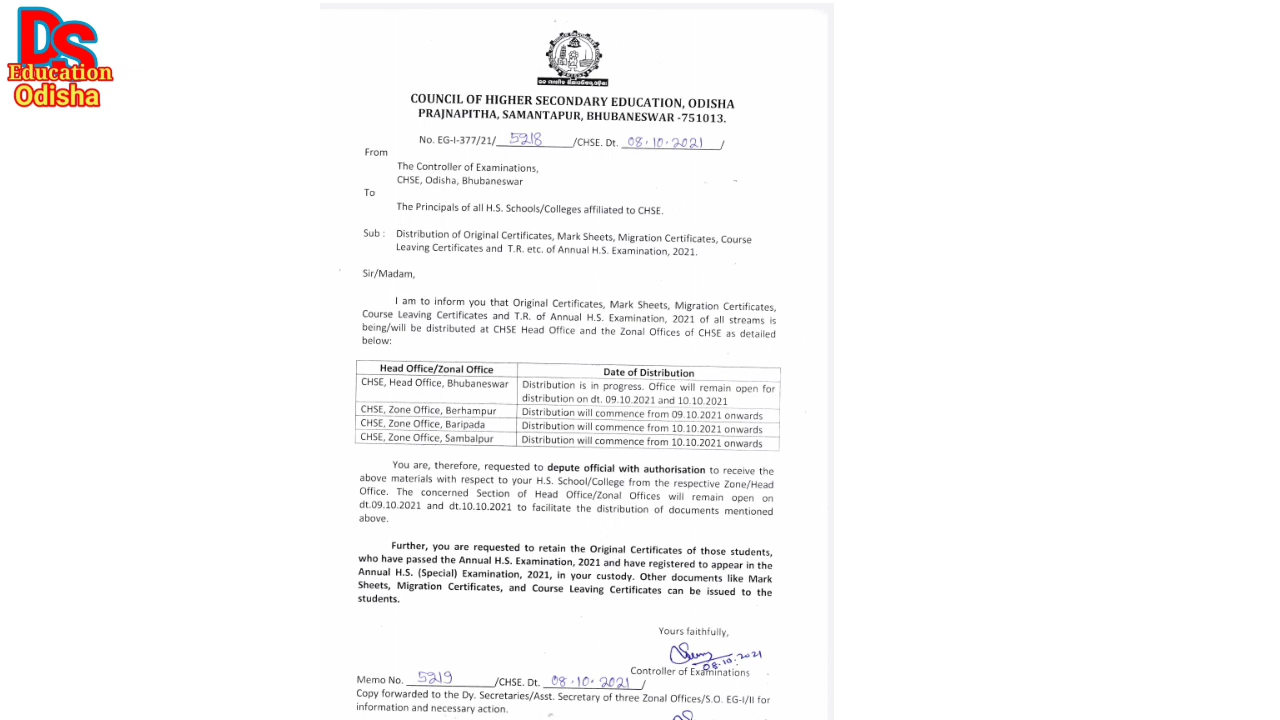 DS
Education
Odisha
COUNCIL OF HIGHER SECONDARY EDUCATION, ODISHA
PRAJNAPITHA, SAMANTAPUR, BHUBANESWAR -751013.
No. EG-I-377/21/ 5218 /CHSE. Dt. 08.10.2021 /
From
The Controller of Examinations,
CHSE, Odisha, Bhubaneswar
To
The Principals of all H.S. Schools/Colleges affiliated to CHSE.
Sub : Distribution of Original Certificates, Mark Sheets, Migration Certificates, Course
Leaving Certificates and T.R. etc. of Annual H.S. Examination, 2021.
Sir/Madam,
I am to inform you that Original Certificates, Mark Sheets, Migration Certificates,
Course Leaving Certificates and T.R. of Annual H.S. Examination, 2021 of all streams is
being/will be distributed at CHSE Head Office and the Zonal Offices of CHSE as detailed
below:
Head Office/Zonal Office Date of Distribution
CHSE, Head Office, Bhubaneswar Distribution is in progress. Office will remain open for
distribution on dt. 09.10.2021 and 10.10.2021
CHSE, Zone Office, Berhampur Distribution will commence from 09.10.2021 onwards
CHSE, Zone Office, Baripada Distribution will commence from 10.10.2021 onwards
CHSE, Zone Office, Sambalpur Distribution will commence from 10.10.2021 onwards
You are, therefore, requested to depute official with authorisation to receive the
above materials with respect to your H.S. School/College from the respective Zone/Head
Office. The concerned Section of Head Office/Zonal Offices will remain open on
dt.09.10.2021 and dt.10.10.2021 to facilitate the distribution of documents mentioned
above.
Further, you are requested to retain the Original Certificates of those students,
who have passed the Annual H.S. Examination, 2021 and have registered to appear in the
Annual H.S. (Special) Examination, 2021, in your custody. Other documents like Mark
Sheets, Migration Certificates, and Course Leaving Certificates can be issued to the
students.
Yours faithfully,
08.10.2021
Controller of Examinations
Memo No. 5219 /CHSE. Dt. 08.10.2021 /
Copy forwarded to the Dy. Secretaries/Asst. Secretary of three Zonal Offices/S.O. EG-I/II for
information and necessary action.